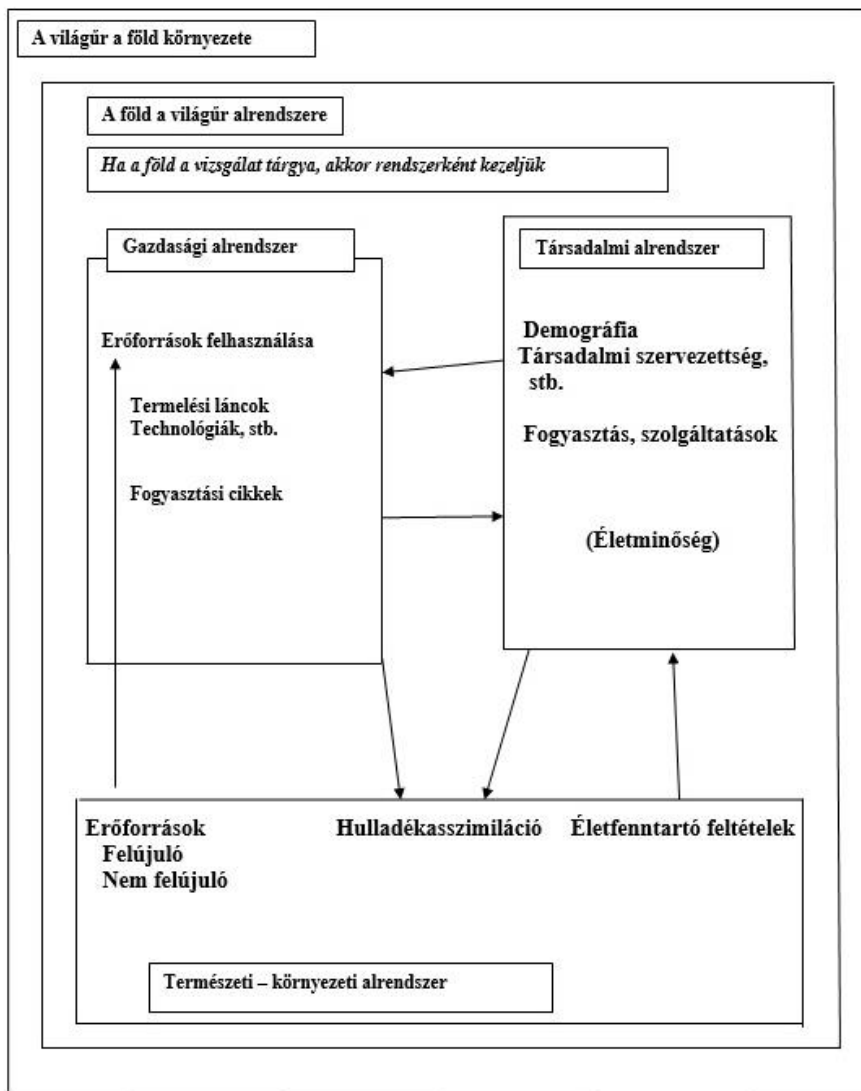 A világűr a föld környezete
A föld a világűr alrendszere
Ha a föld a vizsgálat tárgya, akkor rendszerként kezeljük
Gazdasági alrendszer
Erőforrások felhasználása
Termelési láncok
Technológiák, stb.
Fogyasztási cikkek
Társadalmi alrendszer
Demográfia
Társadalmi szervezettség,
stb.
Fogyasztás, szolgáltatások
(Életminőség)
Erőforrások
Felújuló
Nem felújuló
Hulladékasszimiláció
Életfenntartó feltételek
Természeti – környezeti alrendszer